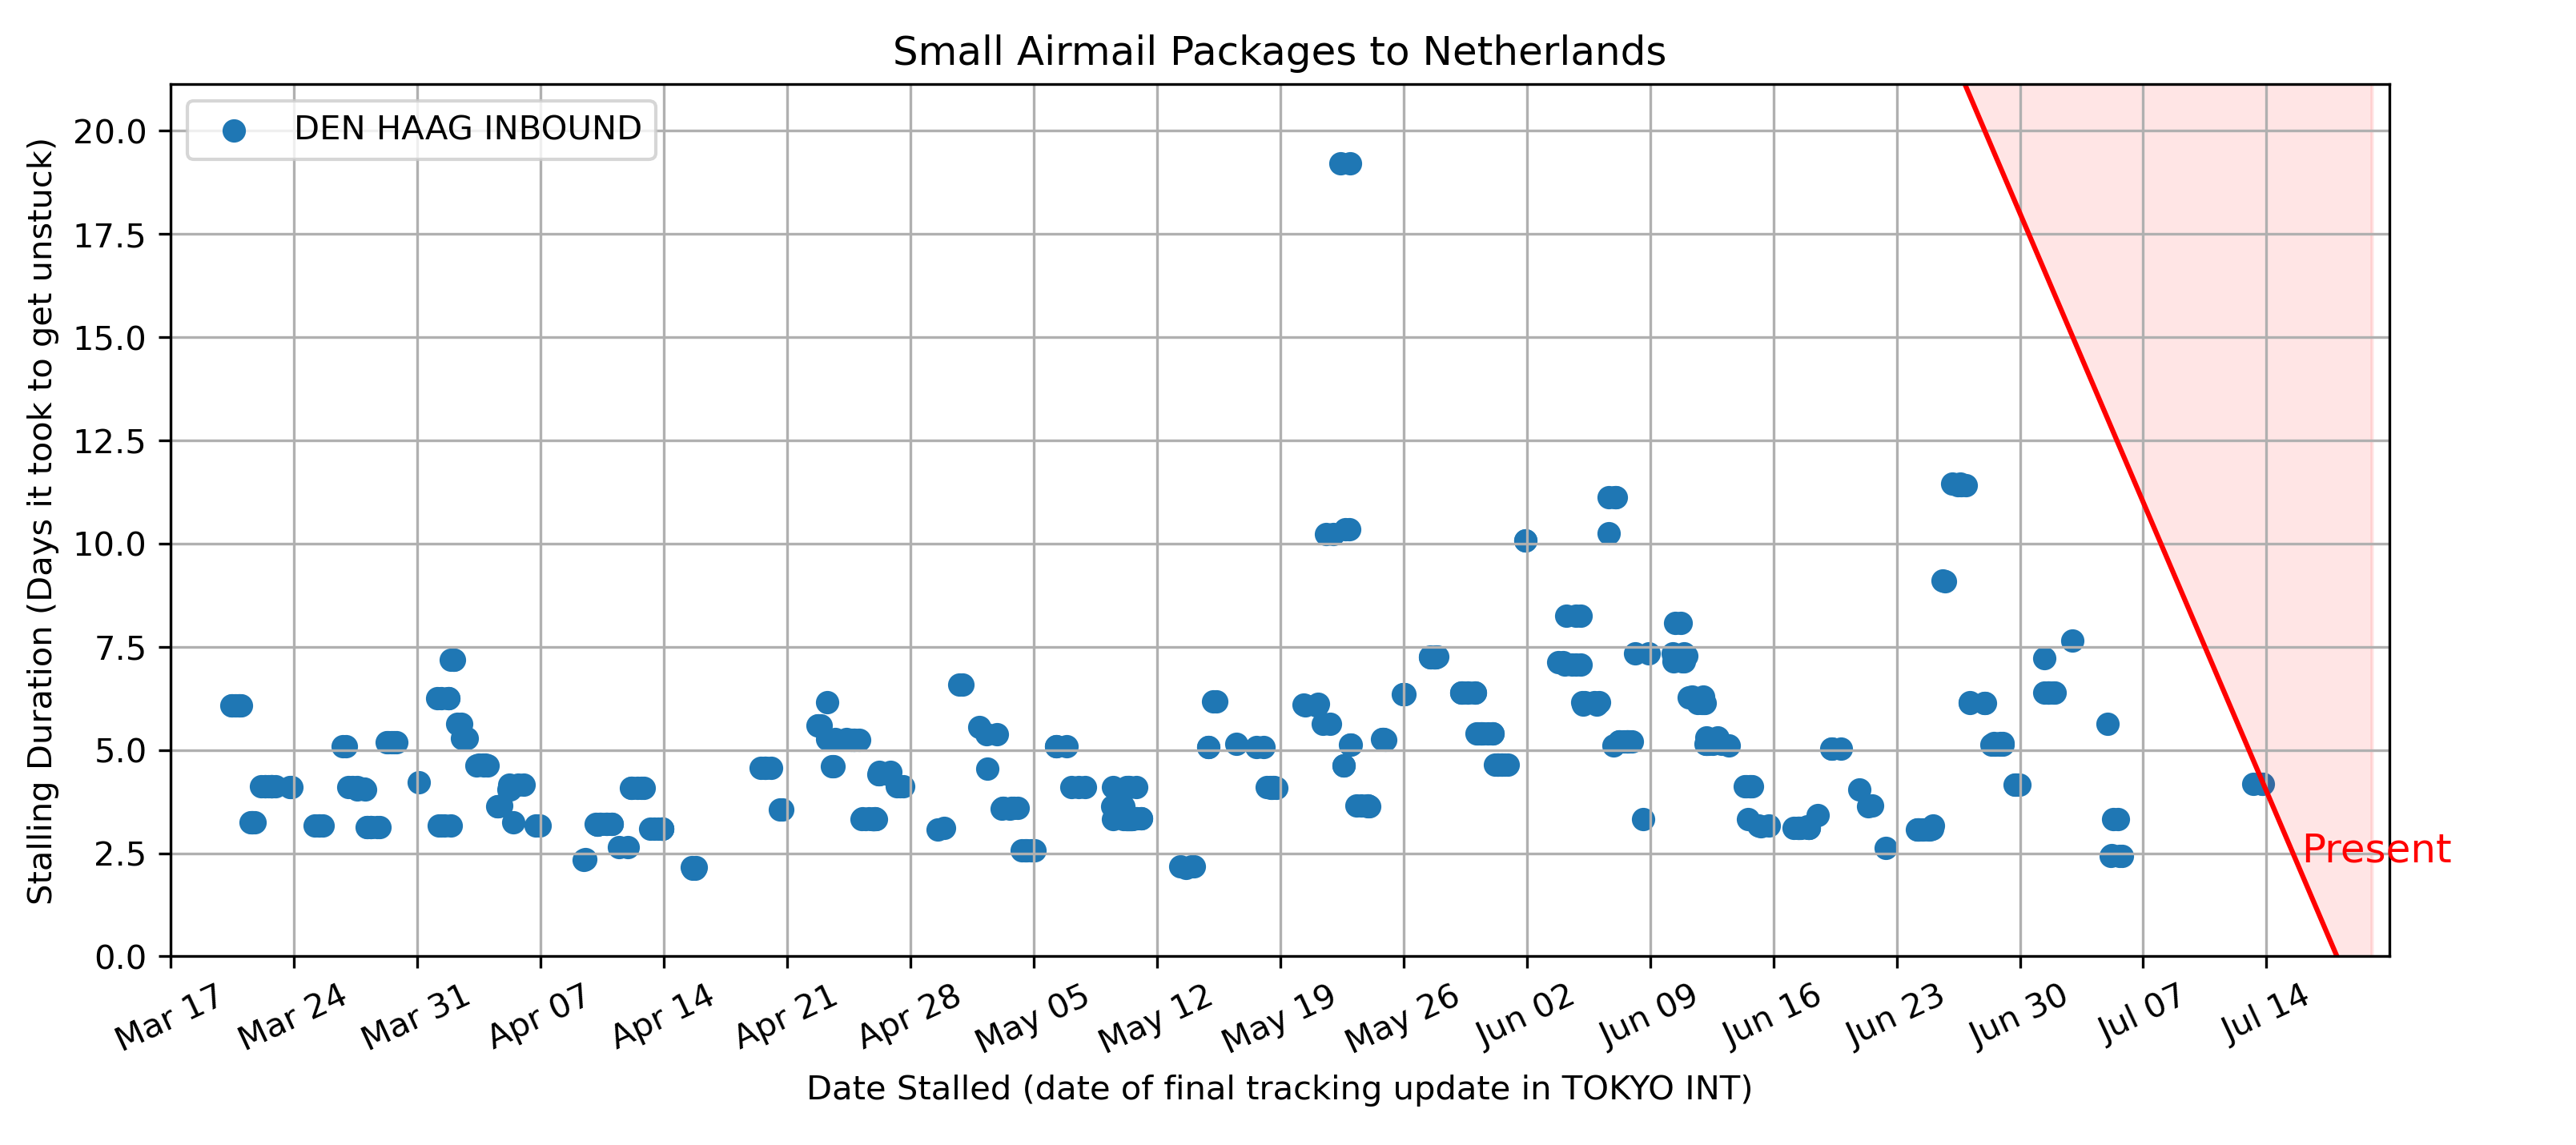 Small Airmail Packages to Netherlands
DEN HAAG INBOUND
Stalling Duration (Days it took to get unstuck)
20.0
17.5
15.0
12.5
10.0
7.5
5.0
2.5
0.0
Present
Mar 17
Mar 24
Mar 31
Apr 07
Apr 14
Apr 21
Apr 28
May 05
May 12
May 19
May 26
Jun 02
Jun 09
Jun 16
Jun 23
Jun 30
Jul 07
Jul 14
Date Stalled (date of final tracking update in TOKYO INT)